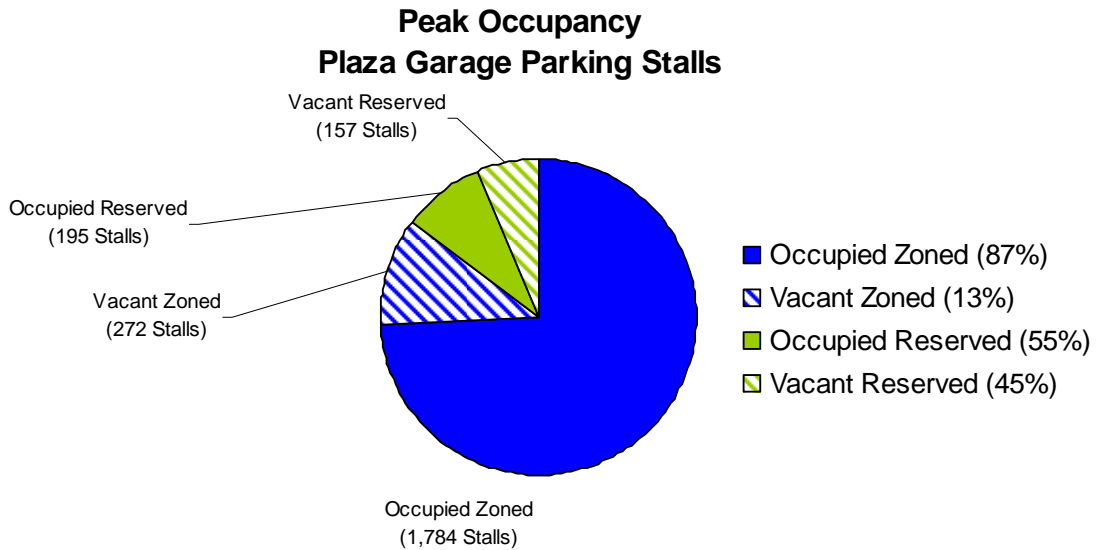 Peak Occupancy
Plaza Garage Parking Stalls
Vacant Reserved
(157 Stalls)
Occupied Reserved
(195 Stalls)
Vacant Zoned
(272 Stalls)
Occupied Zoned
(1,784 Stalls)
Occupied Zoned (87%)
Vacant Zoned (13%)
Occupied Reserved (55%)
Vacant Reserved (45%)